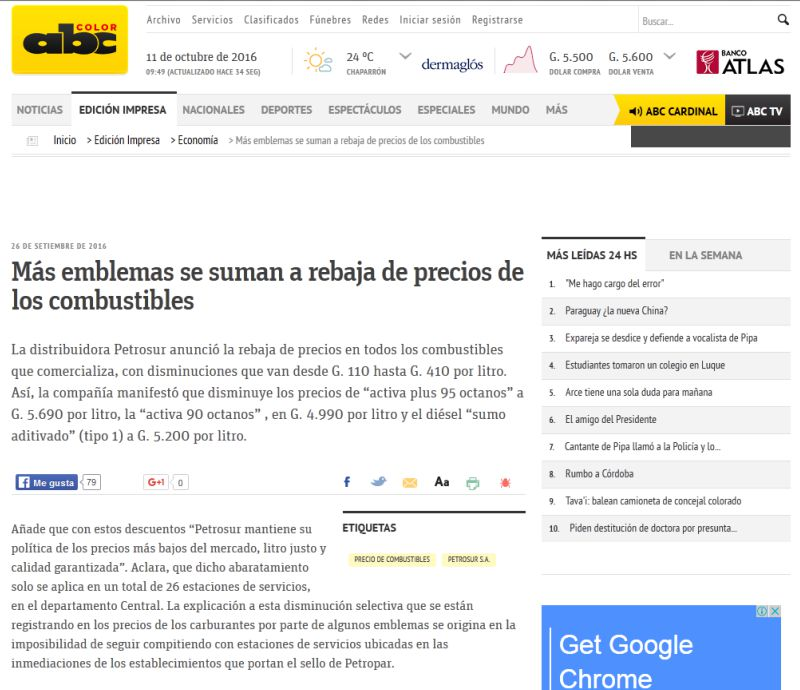 Archivo Servicios Clasificados Fúnebres Redes Iniciar sesión Registrarse
Buscar...
COLOR
abc
11 de octubre de 2016
09:49 (ACTUALIZADO HACE 34 SEG)
24 ºC
CHAPARRÓN
dermaglós
G. 5.500
DOLAR COMPRA
G. 5.600
DOLAR VENTA
BANCO
ATLAS
NOTICIAS EDICIÓN IMPRESA NACIONALES DEPORTES ESPECTÁCULOS ESPECIALES MUNDO MÁS
ABC CARDINAL
ABC TV
Inicio > Edición Impresa > Economía > Más emblemas se suman a rebaja de precios de los combustibles
26 DE SETIEMBRE DE 2016
Más emblemas se suman a rebaja de precios de
los combustibles
La distribuidora Petrosur anunció la rebaja de precios en todos los combustibles
que comercializa, con disminuciones que van desde G. 110 hasta G. 410 por litro.
Así, la compañía manifestó que disminuye los precios de “activa plus 95 octanos” a
G. 5.690 por litro, la “activa 90 octanos” , en G. 4.990 por litro y el diésel “sumo
aditivado” (tipo 1) a G. 5.200 por litro.
Me gusta 79
G+1 0
Aa
Añade que con estos descuentos “Petrosur mantiene su
política de los precios más bajos del mercado, litro justo y
calidad garantizada”. Aclara, que dicho abaratamiento
solo se aplica en un total de 26 estaciones de servicios,
en el departamento Central. La explicación a esta disminución selectiva que se están
registrando en los precios de los carburantes por parte de algunos emblemas se origina en la
imposibilidad de seguir compitiendo con estaciones de servicios ubicadas en las
inmediaciones de los establecimientos que portan el sello de Petropar.
ETIQUETAS
PRECIO DE COMBUSTIBLES PETROSUR S.A.
MÁS LEÍDAS 24 HS EN LA SEMANA
1. "Me hago cargo del error"
2. Paraguay ¿la nueva China?
3. Expareja se desdice y defiende a vocalista de Pipa
4. Estudiantes tomaron un colegio en Luque
5. Arce tiene una sola duda para mañana
6. El amigo del Presidente
7. Cantante de Pipa llamó a la Policía y lo...
8. Rumbo a Córdoba
9. Tava'i: balean camioneta de concejal colorado
10. Piden destitución de doctora por presunta...
Get Google
Chrome